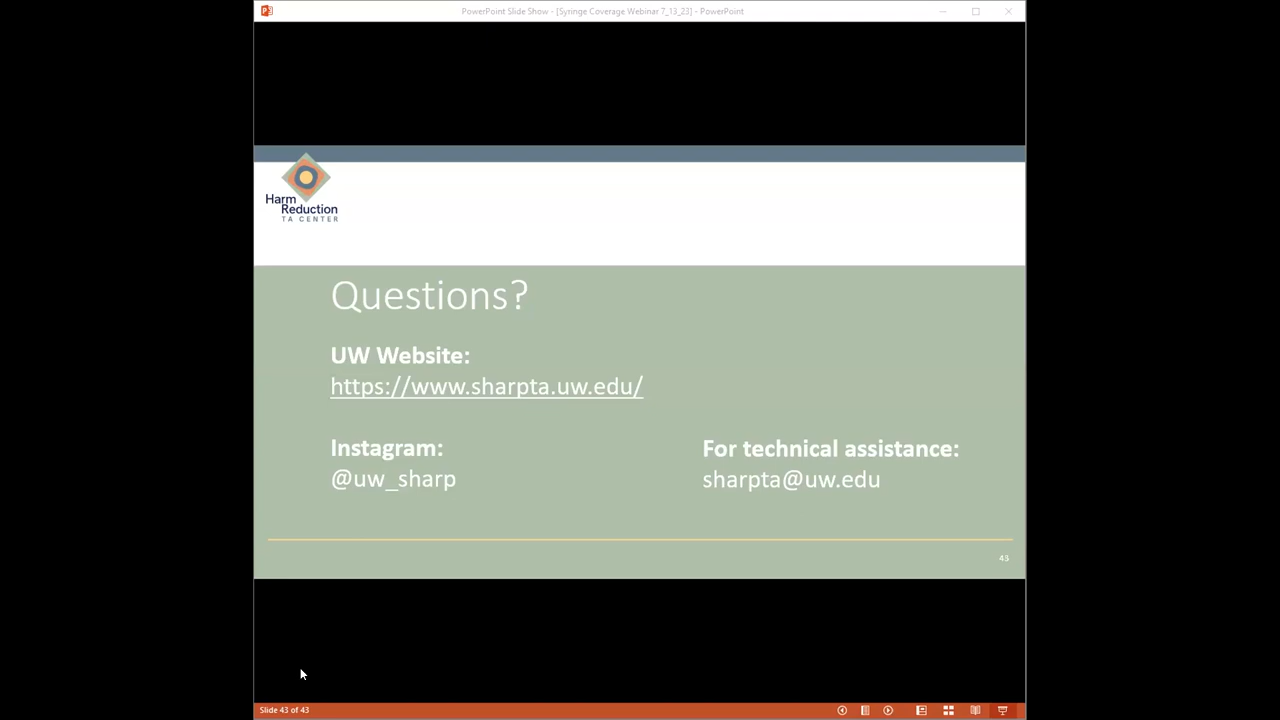 PowerPoint Slide Show - [Syringe Coverage Webinar 7_13_23] - PowerPoint
Harm
Reduction
TA CENTER
Questions?
UW Website:
https://www.sharpta.uw.edu/
Instagram:
@uw_sharp
For technical assistance:
sharpta@uw.edu
43
Slide 43 of 43